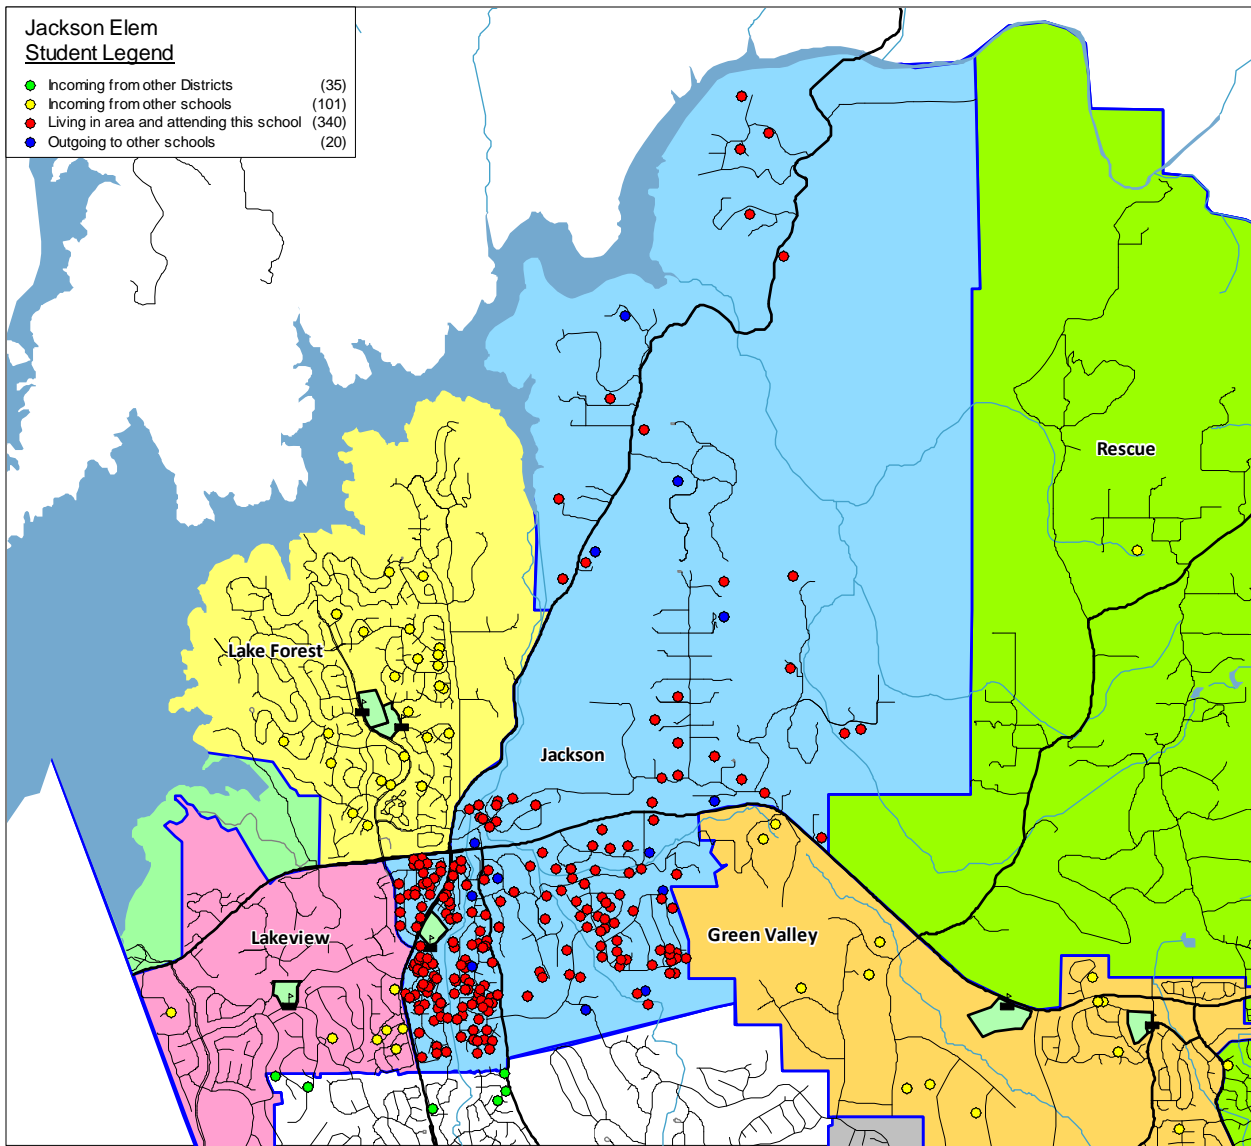 Jackson Elem
Student Legend
Incoming from other Districts (35)
Incoming from other schools (101)
Living in area and attending this school (340)
Outgoing to other schools (20)
Rescue
Lake Forest
Jackson
Lakeview
Green Valley